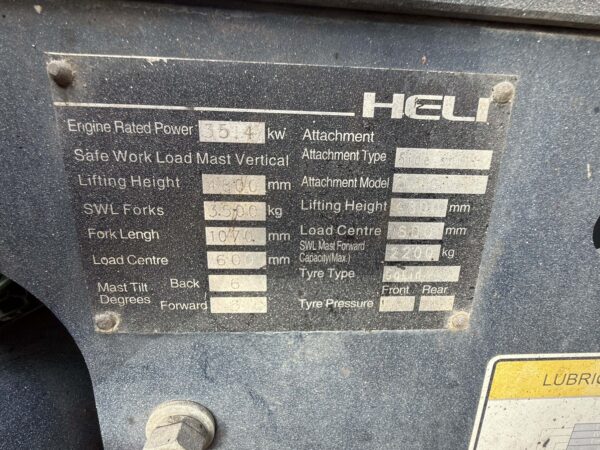 HELI
Engine Rated Power 35.4 kW
Safe Work Load Mast Vertical
Lifting Height mm
SWL Forks 3500 kg
Fork Lengh 1070 mm
Load Centre 600 mm
Mast Tilt Degrees Back 6
Forward
Attachment
Attachment Type
Attachment Model
Lifting Height mm
Load Centre mm
SWL Mast Forward Capacity(Max.) 2200 kg
Tyre Type
Front Rear
Tyre Pressure
LUBRIC